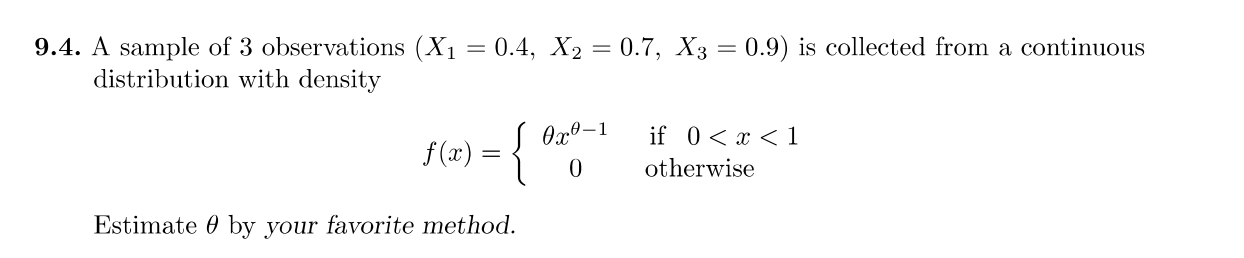 9.4. A sample of 3 observations (X₁ = 0.4, X₂ = 0.7, X₃ = 0.9) is collected from a continuous
distribution with density
f(x) = { θx^{θ−1} if 0 < x < 1
0 otherwise
Estimate θ by your favorite method.